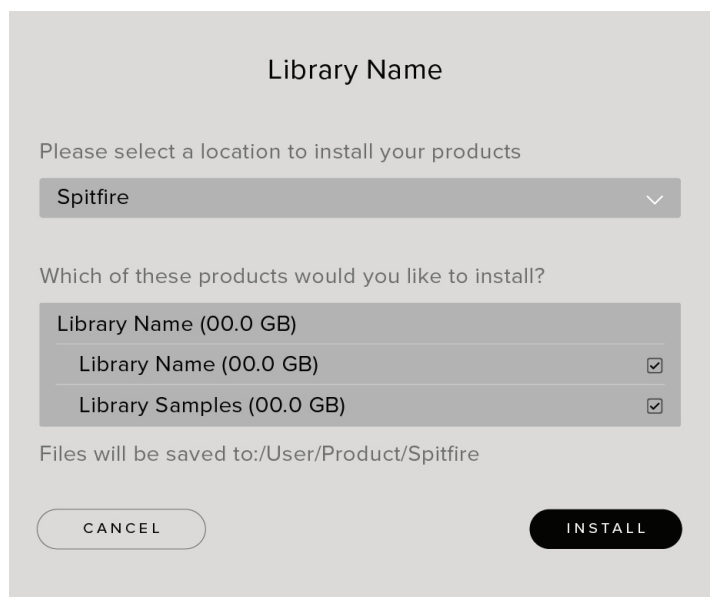 Library Name
Please select a location to install your products
Spitfire
Which of these products would you like to install?
Library Name (00.0 GB)
Library Name (00.0 GB)
Library Samples (00.0 GB)
Files will be saved to:/User/Product/Spitfire
CANCEL
INSTALL